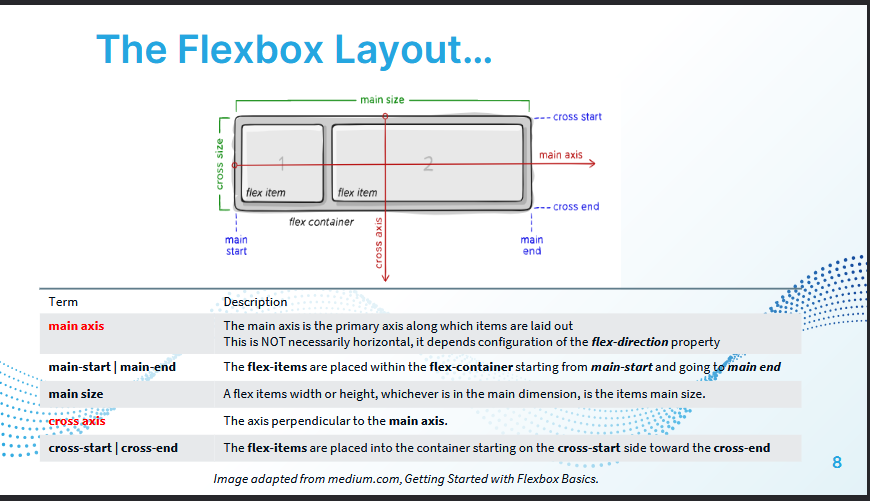 The Flexbox Layout...
main size
cross start
cross size
1
2
main axis
flex item
flex item
cross end
flex container
main start
cross axis
main end
Term Description
main axis The main axis is the primary axis along which items are laid out
This is NOT necessarily horizontal, it depends configuration of the flex-direction property
main-start | main-end The flex-items are placed within the flex-container starting from main-start and going to main end
main size A flex items width or height, whichever is in the main dimension, is the items main size.
cross axis The axis perpendicular to the main axis.
cross-start | cross-end The flex-items are placed into the container starting on the cross-start side toward the cross-end
8
Image adapted from medium.com, Getting Started with Flexbox Basics.